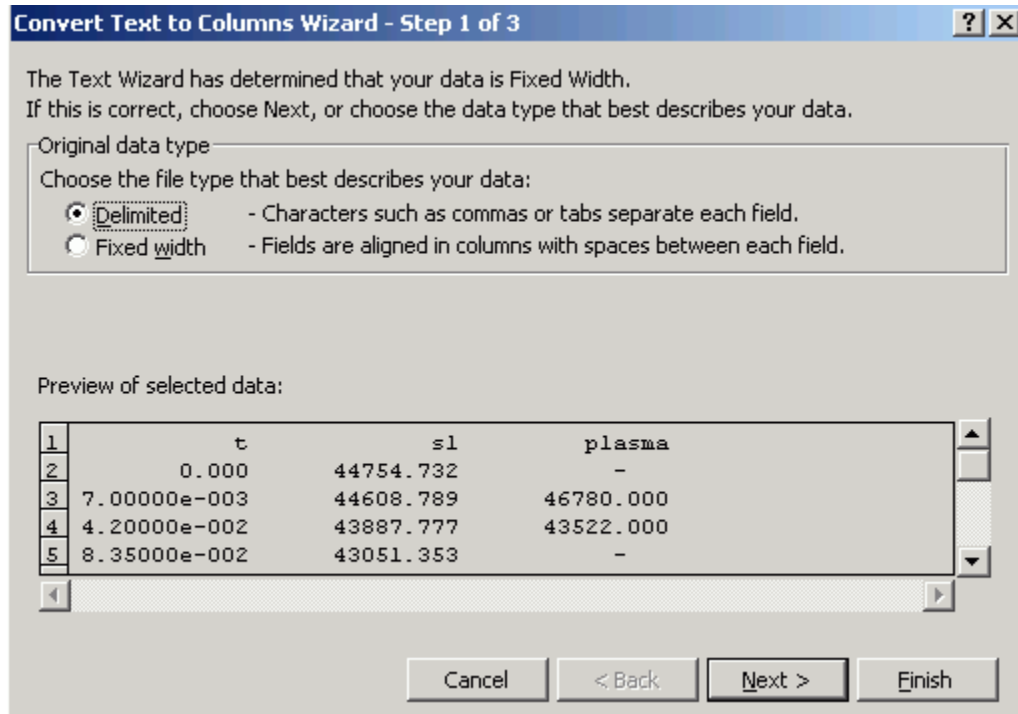 Convert Text to Columns Wizard - Step 1 of 3
The Text Wizard has determined that your data is Fixed Width.
If this is correct, choose Next, or choose the data type that best describes your data.
Original data type
Choose the file type that best describes your data:
Delimited - Characters such as commas or tabs separate each field.
Fixed width - Fields are aligned in columns with spaces between each field.
Preview of selected data:
1 t s1 plasma
2 0.000 44754.732 -
3 7.00000e-003 44608.789 46780.000
4 4.20000e-002 43887.777 43522.000
5 8.35000e-002 43051.353 -
Cancel < Back Next > Finish